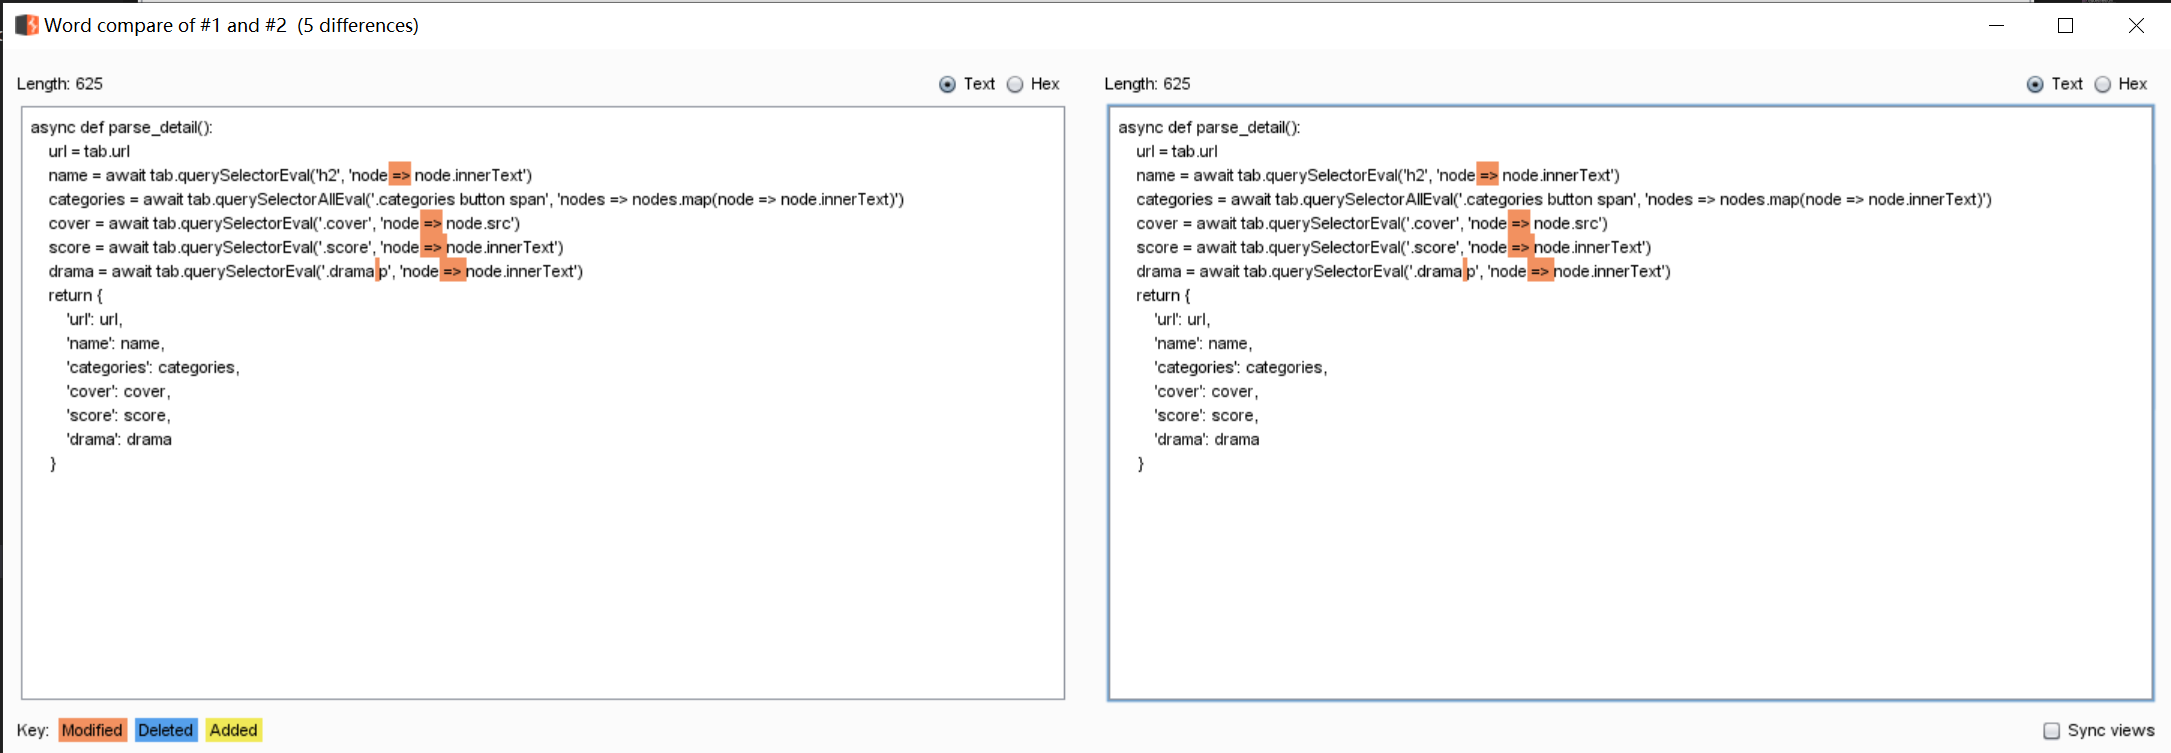 Word compare of #1 and #2 (5 differences)
Length: 625
Text
Hex
async def parse_detail():
    url = tab.url
    name = await tab.querySelectorEval('h2', 'node => node.innerText')
    categories = await tab.querySelectorAllEval('.categories button span', 'nodes => nodes.map(node => node.innerText)')
    cover = await tab.querySelectorEval('.cover', 'node => node.src')
    score = await tab.querySelectorEval('.score', 'node => node.innerText')
    drama = await tab.querySelectorEval('.drama p', 'node => node.innerText')
    return {
        'url': url,
        'name': name,
        'categories': categories,
        'cover': cover,
        'score': score,
        'drama': drama
    }
Length: 625
Text
Hex
async def parse_detail():
    url = tab.url
    name = await tab.querySelectorEval('h2', 'node => node.innerText')
    categories = await tab.querySelectorAllEval('.categories button span', 'nodes => nodes.map(node => node.innerText)')
    cover = await tab.querySelectorEval('.cover', 'node => node.src')
    score = await tab.querySelectorEval('.score', 'node => node.innerText')
    drama = await tab.querySelectorEval('.drama p', 'node => node.innerText')
    return {
        'url': url,
        'name': name,
        'categories': categories,
        'cover': cover,
        'score': score,
        'drama': drama
    }
Key: Modified Deleted Added
Sync views